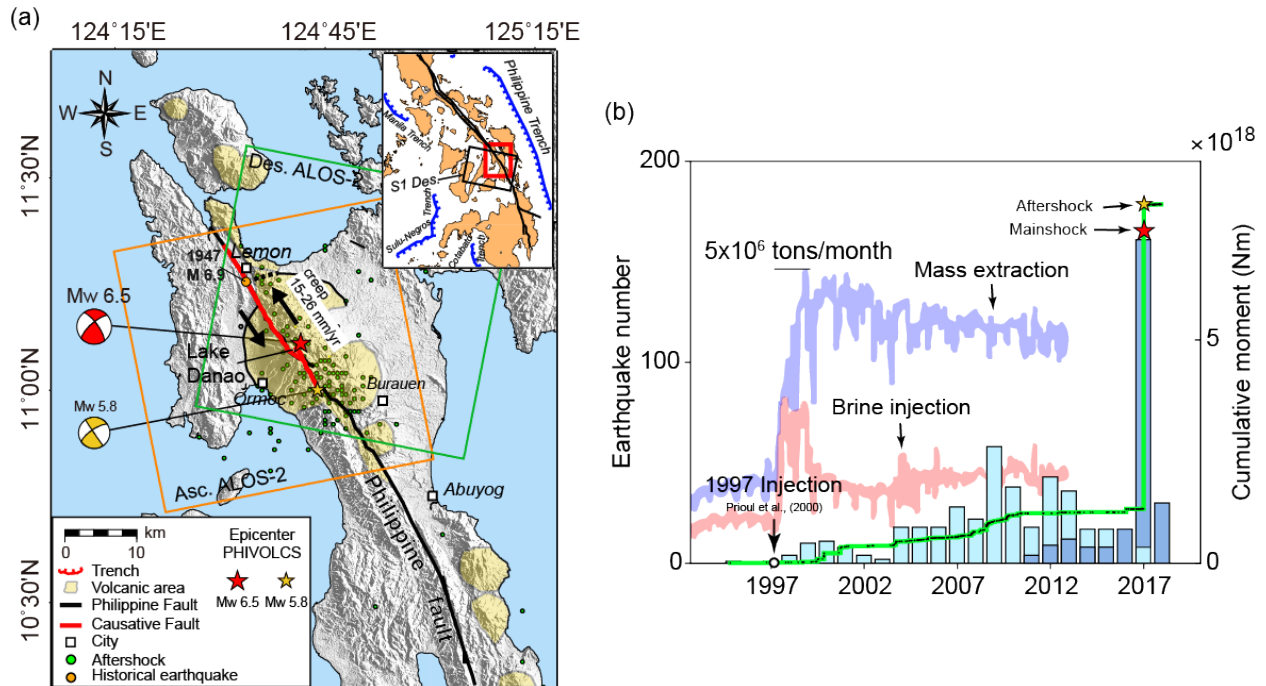 (a)
124°15'E
124°45'E
125°15'E
11°30'N
11°00'N
10°30'N
N
W
E
S
Des. ALOS-2
Asc. ALOS-2
Lemon
1947
M 6.9
creep
15-26 mm/yr
Mw 6.5
Mw 5.8
Lake
Danao
Ormoc
Burauen
Abuyog
Philippine
fault
Philippine
Trench
Manila Trench
S1 Des.
Sulu-Negros
Trench
Trench
km
0
10
Trench
Volcanic area
Philippine Fault
Causative Fault
City
Aftershock
Historical earthquake
Epicenter
PHIVOLCS
Mw 6.5
Mw 5.8
(b)
200
100
0
Earthquake number
×10¹⁸
5
0
Cumulative moment (Nm)
Aftershock
Mainshock
5x10⁶ tons/month
Mass extraction
Brine injection
1997 Injection
Prioul et al., (2000)
1997
2002
2007
2012
2017